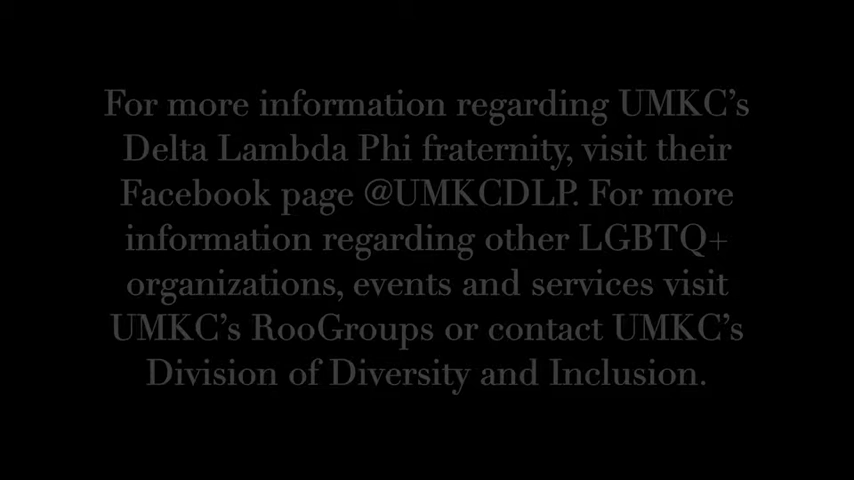 For more information regarding UMKC’s
Delta Lambda Phi fraternity, visit their
Facebook page @UMKCDLP. For more
information regarding other LGBTQ+
organizations, events and services visit
UMKC’s RooGroups or contact UMKC’s
Division of Diversity and Inclusion.